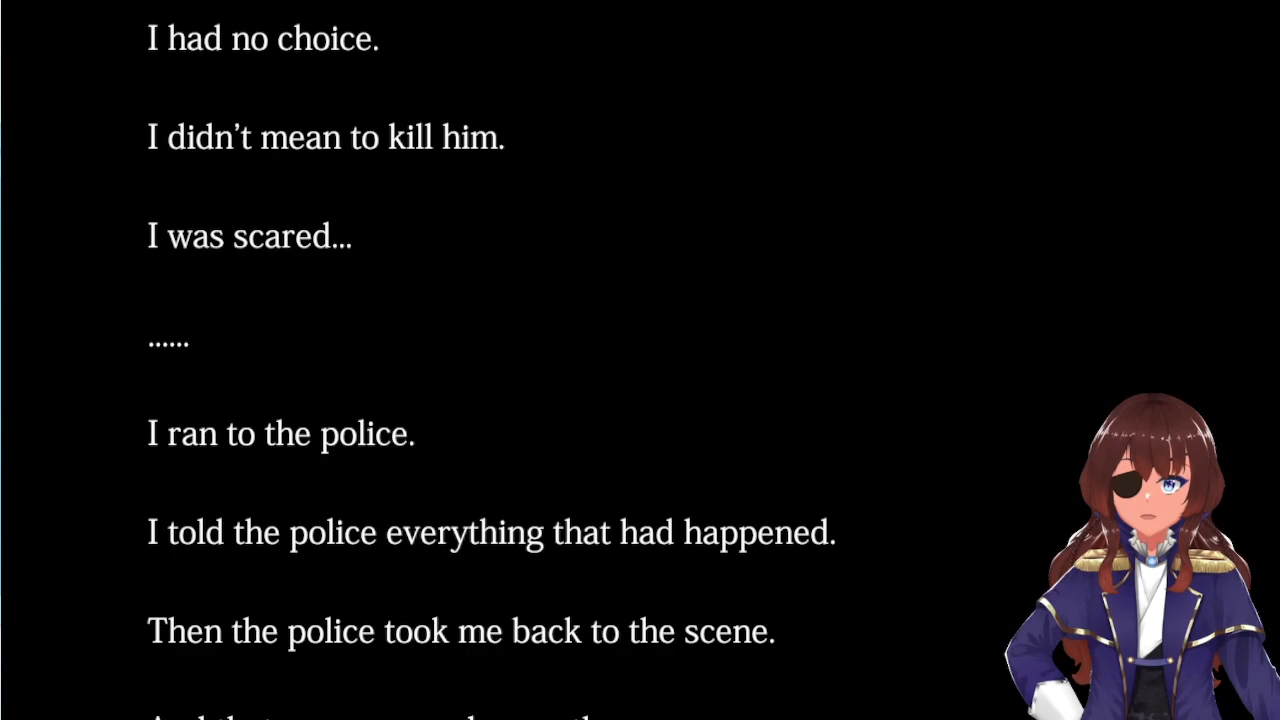 I had no choice.
I didn’t mean to kill him.
I was scared...
......
I ran to the police.
I told the police everything that had happened.
Then the police took me back to the scene.